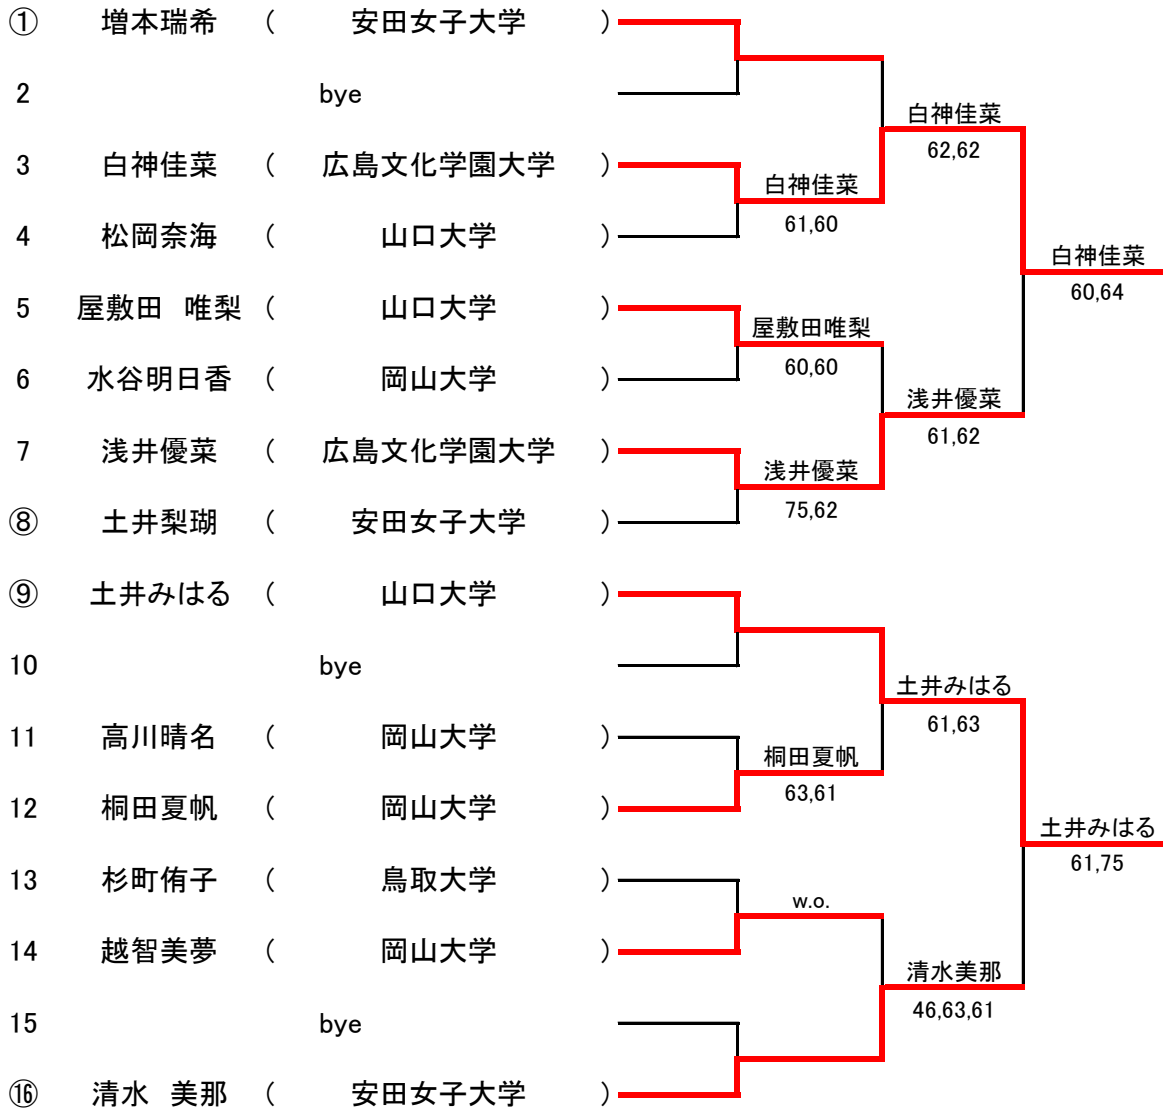 ① 増本瑞希 ( 安田女子大学 )
2 bye
白神佳菜
62,62
3 白神佳菜 ( 広島文化学園大学 )
白神佳菜
61,60
4 松岡奈海 ( 山口大学 )
白神佳菜
60,64
5 屋敷田 唯梨 ( 山口大学 )
屋敷田唯梨
60,60
6 水谷明日香 ( 岡山大学 )
浅井優菜
61,62
7 浅井優菜 ( 広島文化学園大学 )
浅井優菜
75,62
⑧ 土井梨瑚 ( 安田女子大学 )
⑨ 土井みはる ( 山口大学 )
10 bye
土井みはる
61,63
11 高川晴名 ( 岡山大学 )
桐田夏帆
63,61
12 桐田夏帆 ( 岡山大学 )
土井みはる
61,75
13 杉町侑子 ( 鳥取大学 )
w.o.
14 越智美夢 ( 岡山大学 )
清水美那
46,63,61
15 bye
⑯ 清水 美那 ( 安田女子大学 )